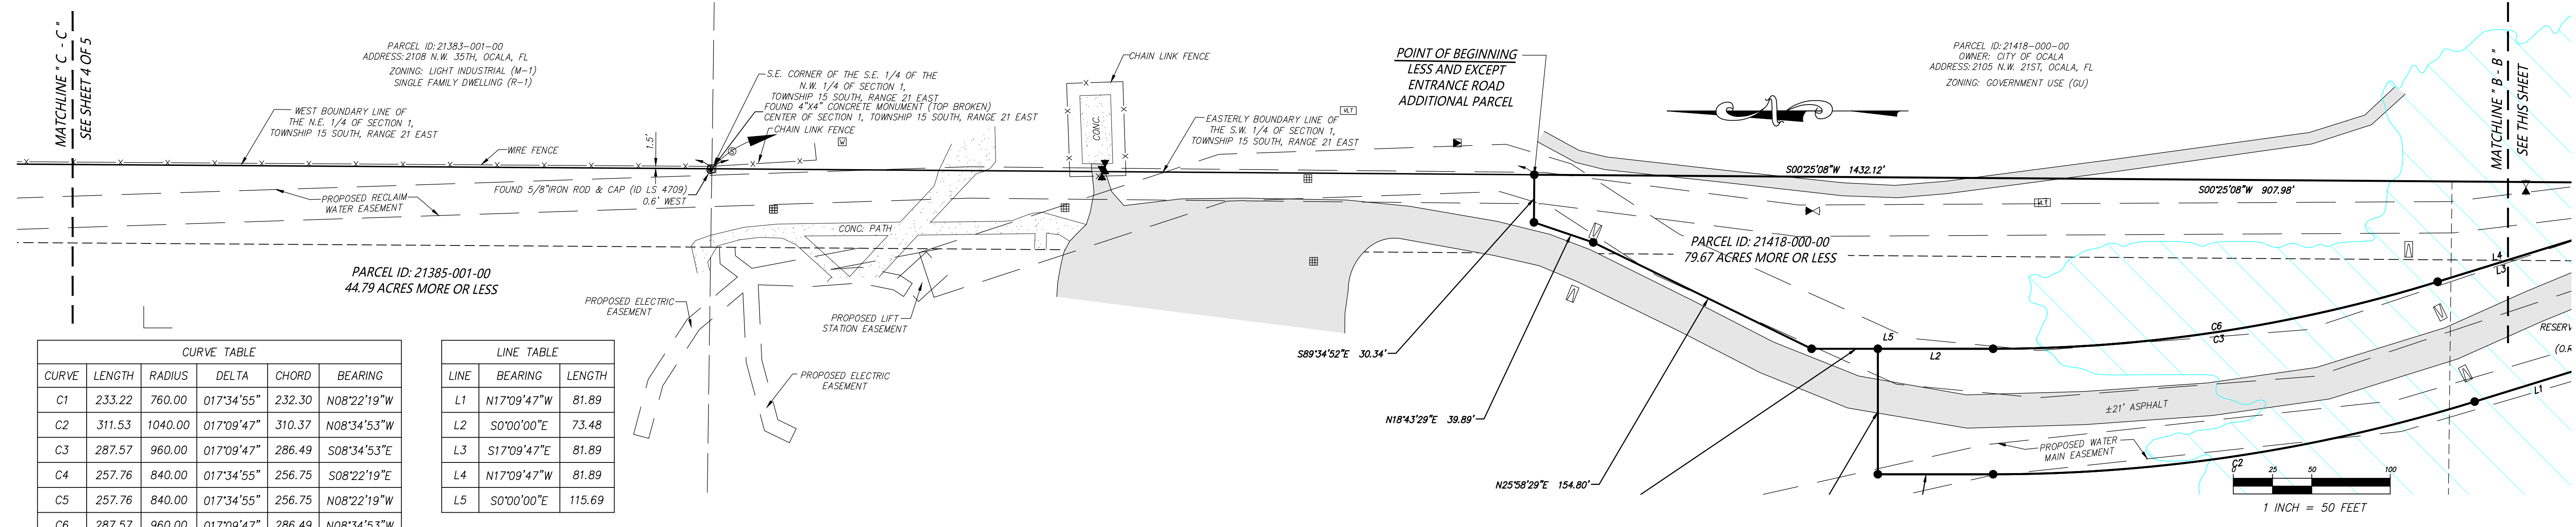 MATCHLINE " C - C "
SEE SHEET 4 OF 5
PARCEL ID: 21383-001-00
ADDRESS: 2108 N.W. 35TH, OCALA, FL
ZONING: LIGHT INDUSTRIAL (M-1)
SINGLE FAMILY DWELLING (R-1)
WEST BOUNDARY LINE OF
THE N.E. 1/4 OF SECTION 1,
TOWNSHIP 15 SOUTH, RANGE 21 EAST
WIRE FENCE
1.5'
S.E. CORNER OF THE S.E. 1/4 OF THE
N.W. 1/4 OF SECTION 1,
TOWNSHIP 15 SOUTH, RANGE 21 EAST
FOUND 4"X4" CONCRETE MONUMENT (TOP BROKEN)
CENTER OF SECTION 1, TOWNSHIP 15 SOUTH, RANGE 21 EAST
CHAIN LINK FENCE
S
W
FOUND 5/8"IRON ROD & CAP (ID LS 4709)
0.6' WEST
PROPOSED RECLAIM
WATER EASEMENT
CHAIN LINK FENCE
CONC.
EASTERLY BOUNDARY LINE OF
THE S.W. 1/4 OF SECTION 1,
TOWNSHIP 15 SOUTH, RANGE 21 EAST
VLT
POINT OF BEGINNING
LESS AND EXCEPT
ENTRANCE ROAD
ADDITIONAL PARCEL
PARCEL ID: 21418-000-00
OWNER: CITY OF OCALA
ADDRESS: 2105 N.W. 21ST, OCALA, FL
ZONING: GOVERNMENT USE (GU)
MATCHLINE " B - B "
SEE THIS SHEET
S00°25'08"W 1432.12'
S00°25'08"W 907.98'
VLT
CONC. PATH
PARCEL ID: 21385-001-00
44.79 ACRES MORE OR LESS
PROPOSED ELECTRIC
EASEMENT
PROPOSED LIFT
STATION EASEMENT
PROPOSED ELECTRIC
EASEMENT
PARCEL ID: 21418-000-00
79.67 ACRES MORE OR LESS
S89°34'52"E 30.34'
N18°43'29"E 39.89'
N25°58'29"E 154.80'
L5
L2
C6
C3
L4
L3
L1
C2
RESERV
(O.R
±21' ASPHALT
PROPOSED WATER
MAIN EASEMENT
0 25 50 100
1 INCH = 50 FEET
CURVE TABLE
CURVE LENGTH RADIUS DELTA CHORD BEARING
C1 233.22 760.00 017°34'55" 232.30 N08°22'19"W
C2 311.53 1040.00 017°09'47" 310.37 N08°34'53"W
C3 287.57 960.00 017°09'47" 286.49 S08°34'53"E
C4 257.76 840.00 017°34'55" 256.75 S08°22'19"E
C5 257.76 840.00 017°34'55" 256.75 N08°22'19"W
C6 287.57 960.00 017°09'47" 286.49 N08°34'53"W
LINE TABLE
LINE BEARING LENGTH
L1 N17°09'47"W 81.89
L2 S0°00'00"E 73.48
L3 S17°09'47"E 81.89
L4 N17°09'47"W 81.89
L5 S0°00'00"E 115.69